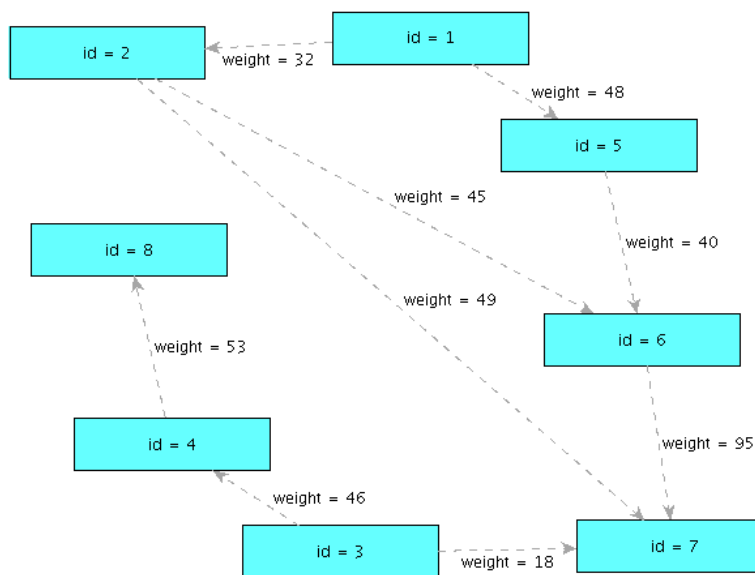 id = 1
id = 2
weight = 32
weight = 48
id = 5
weight = 45
weight = 40
id = 8
weight = 49
id = 6
weight = 53
id = 4
weight = 95
weight = 46
id = 3
weight = 18
id = 7